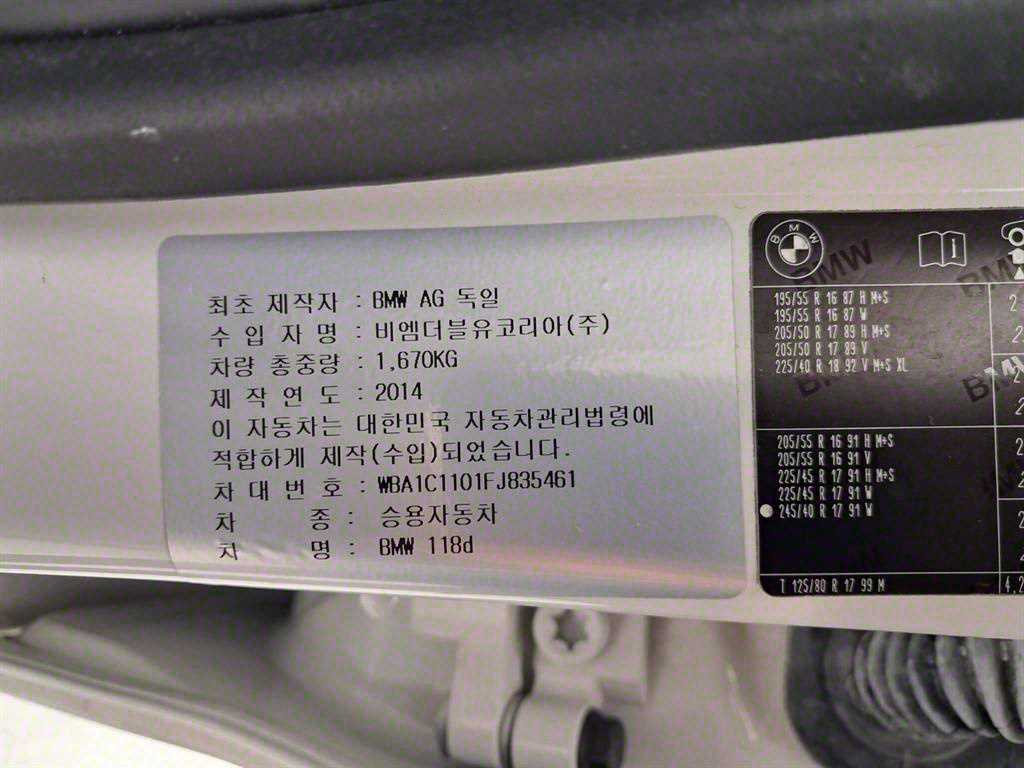 최초 제작자 : BMW AG 독일
수 입 자 명 : 비엠더블유코리아(주)
차량 총중량 : 1,670KG
제 작 연 도 : 2014
이 자동차는 대한민국 자동차관리법령에
적합하게 제작(수입)되었습니다.
차 대 번 호 : WBA1C1101FJ835461
차 종 : 승용자동차
차 명 : BMW 118d
BMW
BMW
195/55 R 16 87 H M+S
195/55 R 16 87 W
205/50 R 17 89 H M+S
205/50 R 17 89 V
225/40 R 18 92 V M+S XL
205/55 R 16 91 H M+S
205/55 R 16 91 V
225/45 R 17 91 H M+S
225/45 R 17 91 W
245/40 R 17 91 W
T 125/80 R 17 99 M